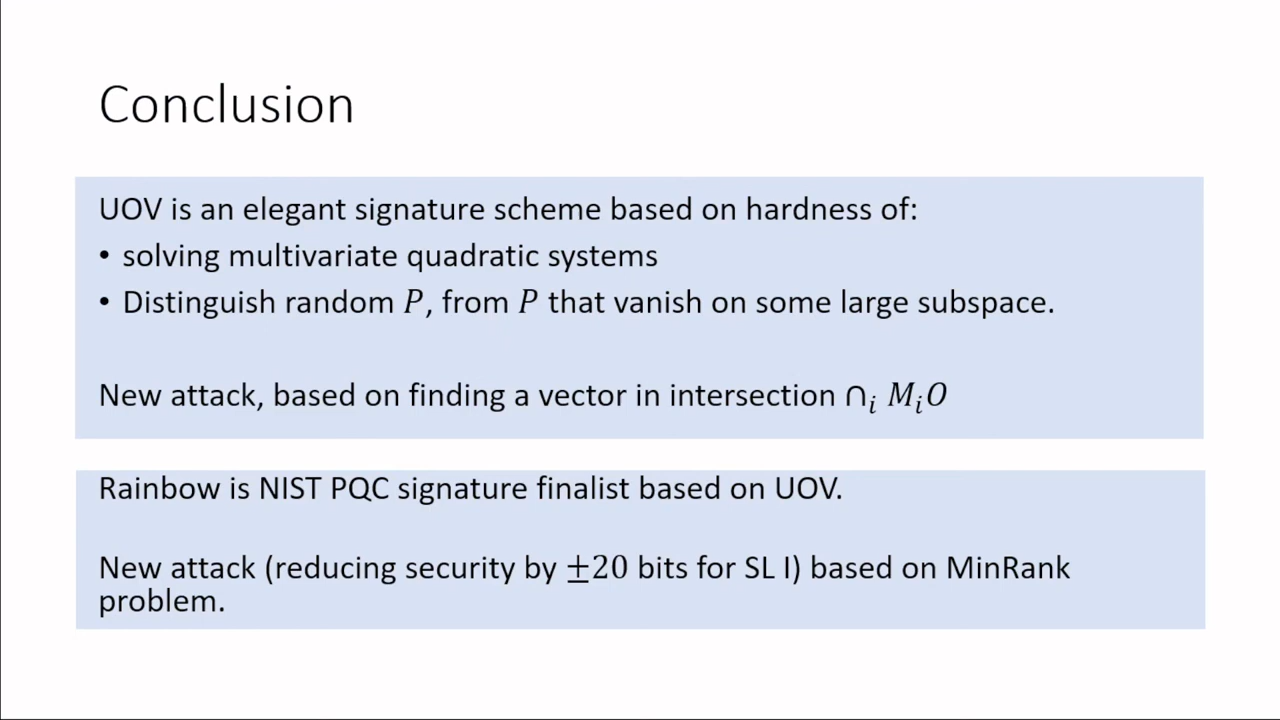 Conclusion
UOV is an elegant signature scheme based on hardness of:
• solving multivariate quadratic systems
• Distinguish random P, from P that vanish on some large subspace.
New attack, based on finding a vector in intersection ∩ᵢ MᵢO
Rainbow is NIST PQC signature finalist based on UOV.
New attack (reducing security by ±20 bits for SL I) based on MinRank
problem.